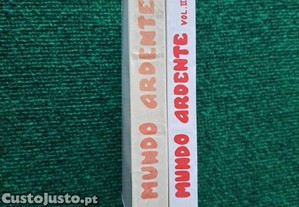 MUNDO ARDENTE
MUNDO ARDENTE VOL. II
CustoJusto.pt